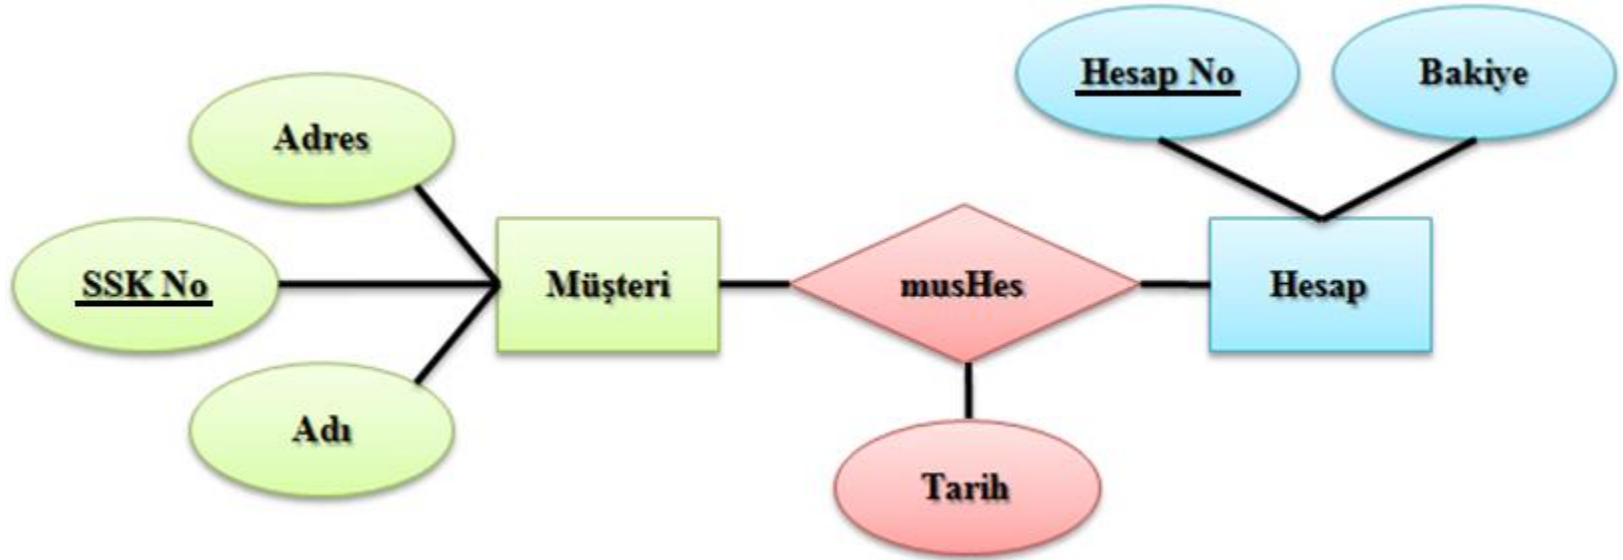 Hesap No
Bakiye
Adres
SSK No
Müşteri
musHes
Hesap
Adı
Tarih